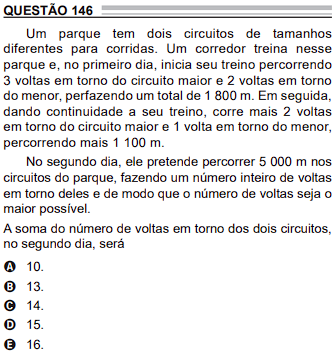 QUESTÃO 146
Um parque tem dois circuitos de tamanhos
diferentes para corridas. Um corredor treina nesse
parque e, no primeiro dia, inicia seu treino percorrendo
3 voltas em torno do circuito maior e 2 voltas em torno
do menor, perfazendo um total de 1 800 m. Em seguida,
dando continuidade a seu treino, corre mais 2 voltas
em torno do circuito maior e 1 volta em torno do menor,
percorrendo mais 1 100 m.
No segundo dia, ele pretende percorrer 5 000 m nos
circuitos do parque, fazendo um número inteiro de voltas
em torno deles e de modo que o número de voltas seja o
maior possível.
A soma do número de voltas em torno dos dois circuitos,
no segundo dia, será
A 10.
B 13.
C 14.
D 15.
E 16.